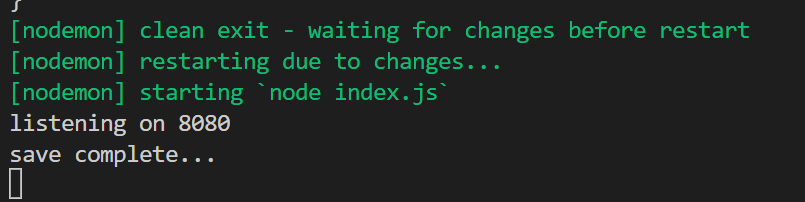 }
[nodemon] clean exit - waiting for changes before restart
[nodemon] restarting due to changes...
[nodemon] starting `node index.js`
listening on 8080
save complete...